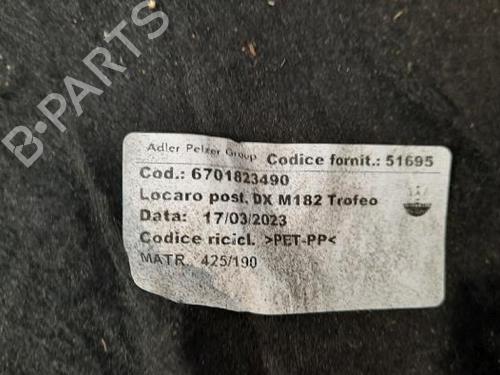 B-PARTS
Adler Pelzer Group Codice fornit.: 51695
Cod.: 6701823490
Locaro post. DX M182 Trofeo
Data: 17/03/2023
Codice ricicl. >PET-PP<
MATR. 425/190